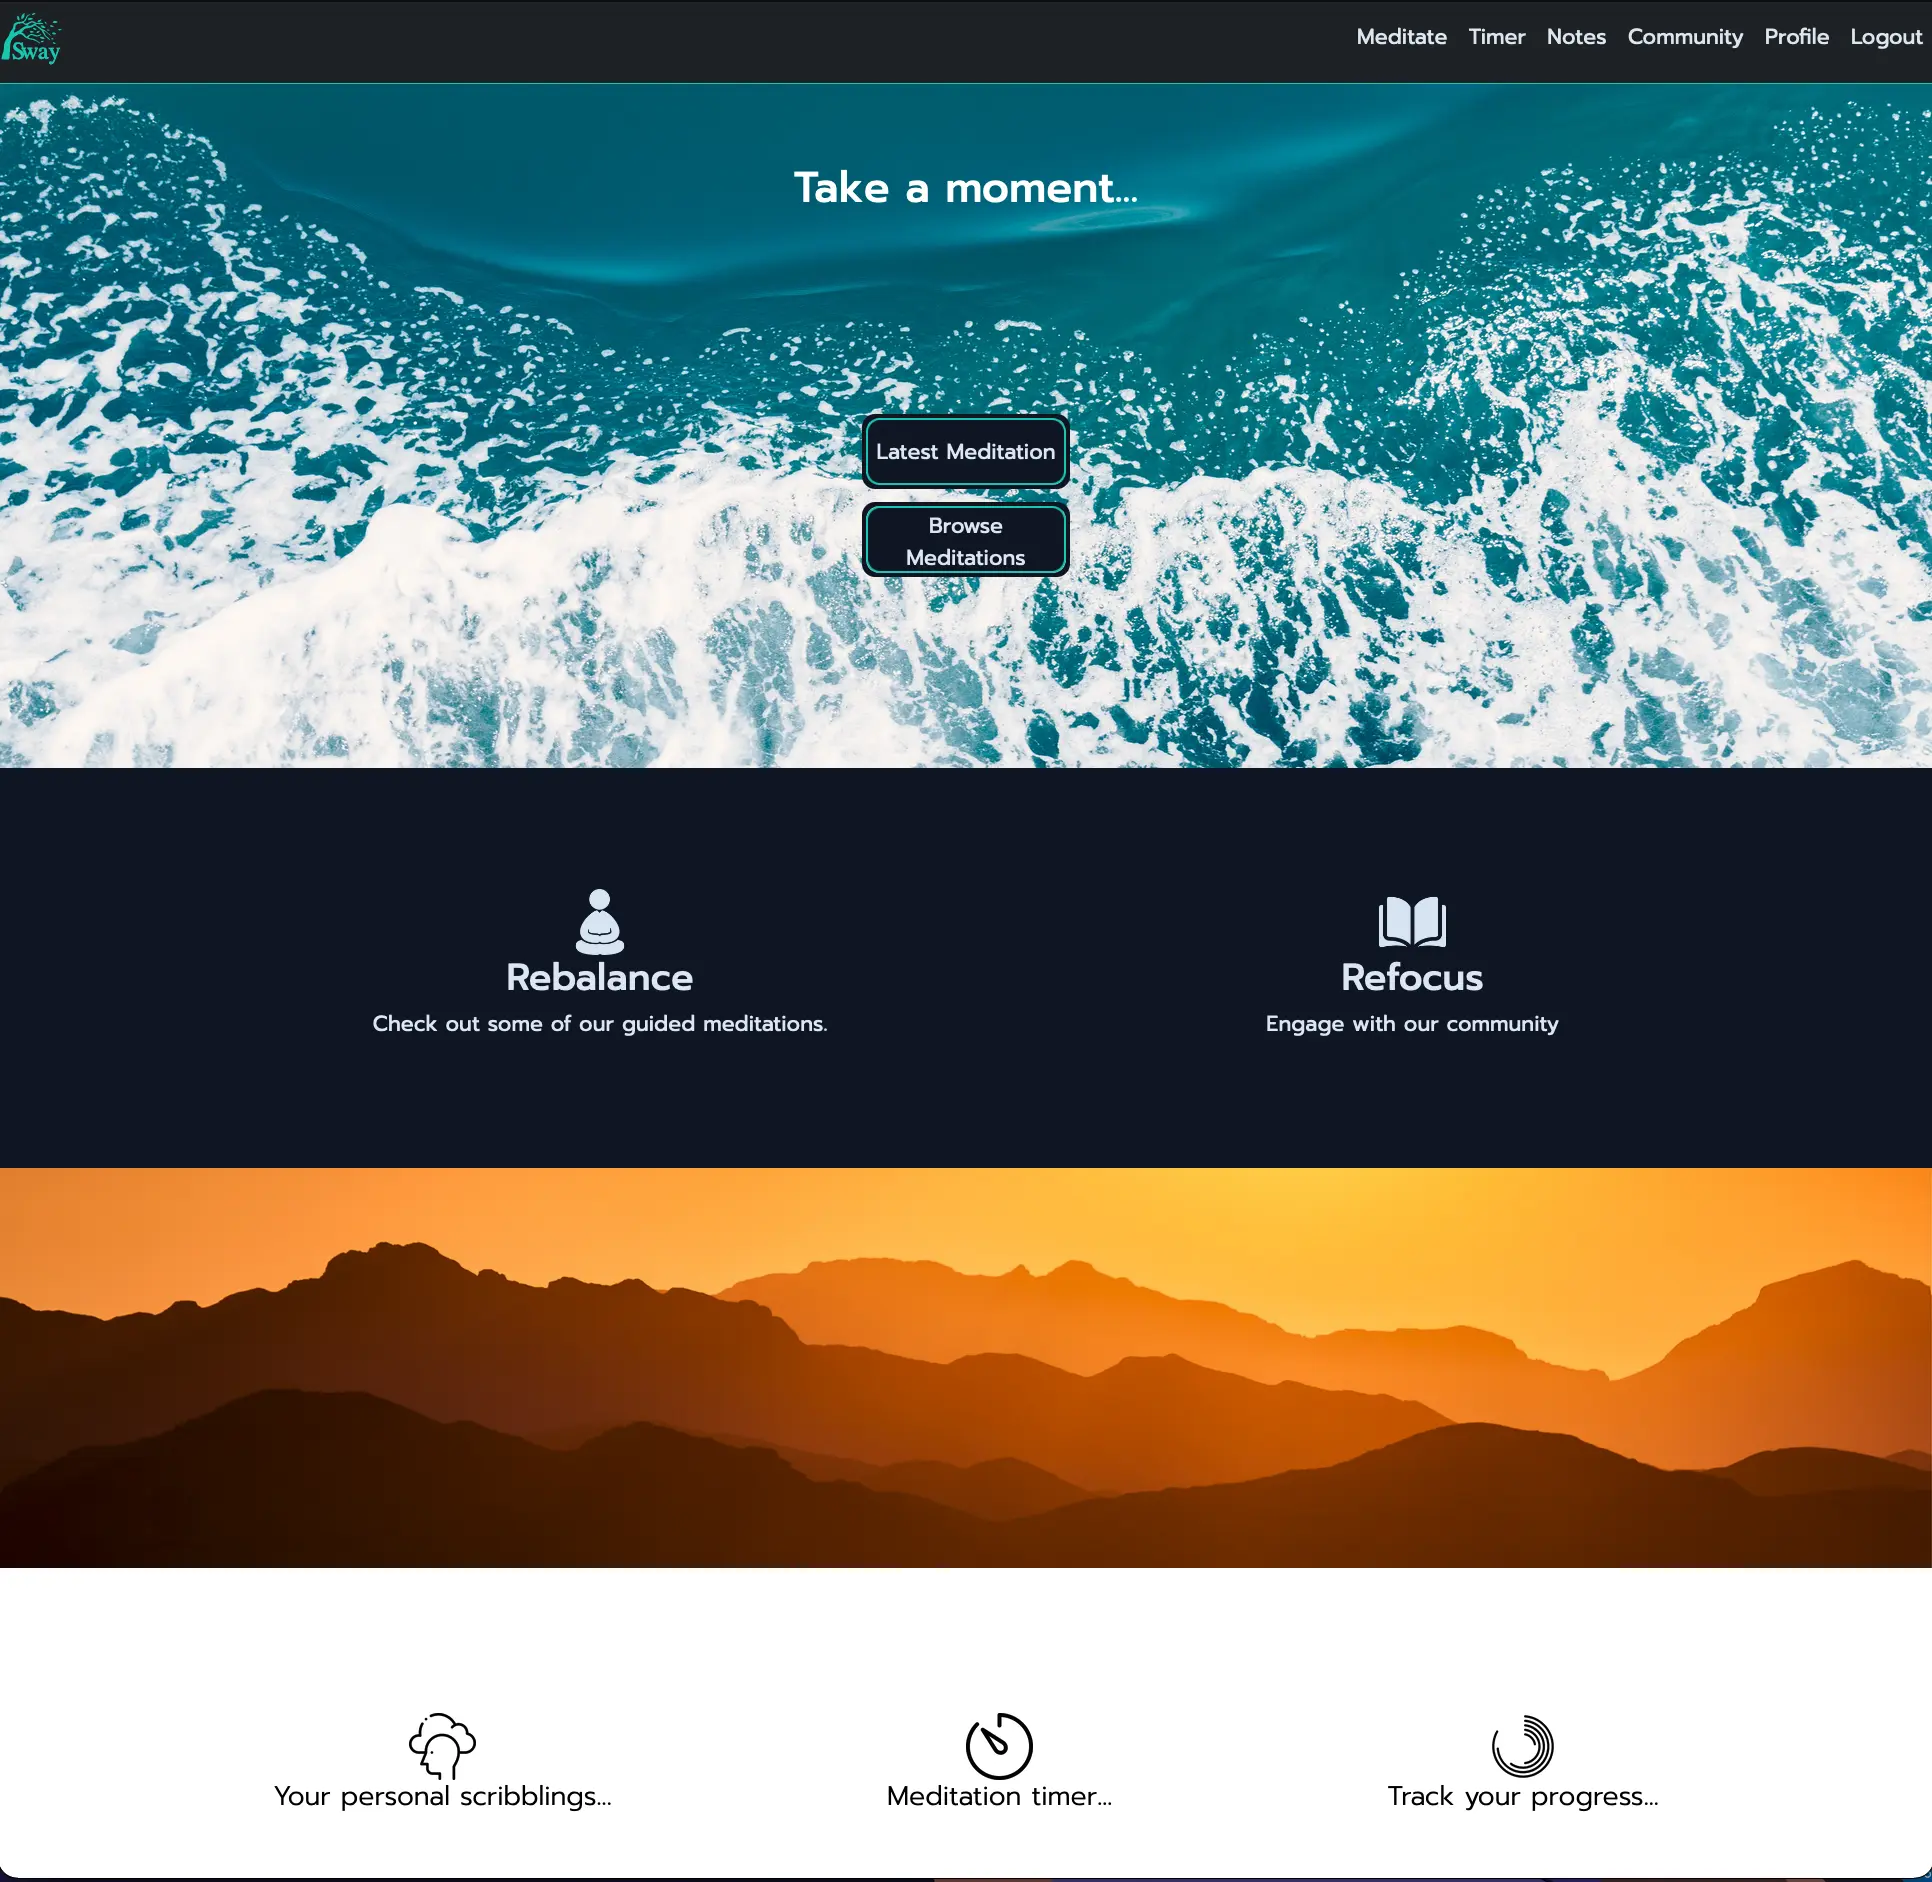 Sway
Meditate Timer Notes Community Profile Logout
Take a moment...
Latest Meditation
Browse
Meditations
Rebalance
Check out some of our guided meditations.
Refocus
Engage with our community
Your personal scribblings...
Meditation timer...
Track your progress...